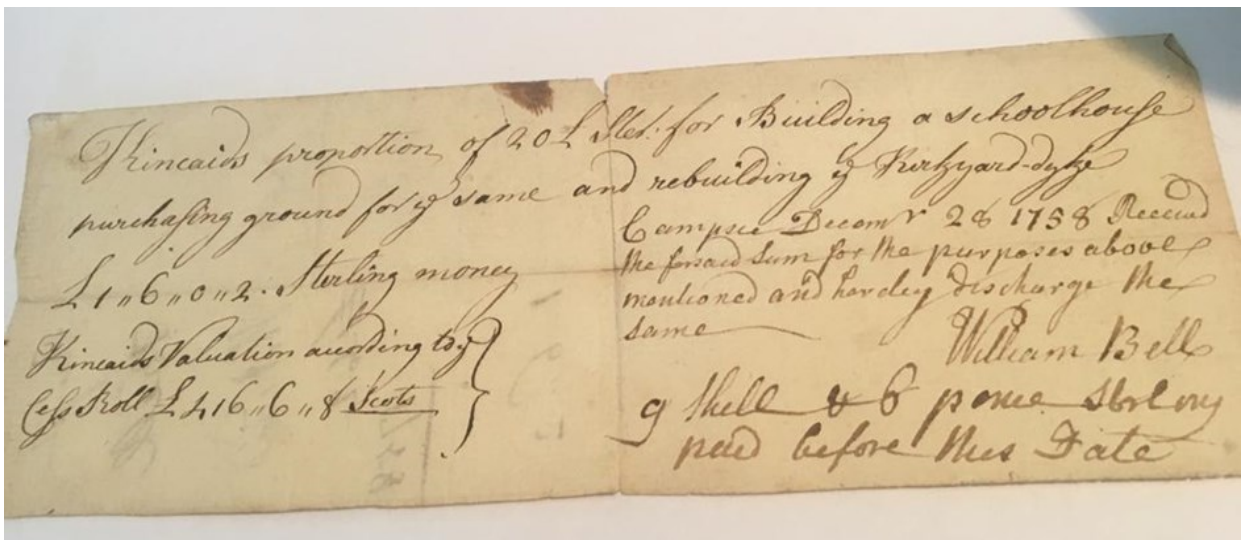 Kincaids proportion of 20£ Ster: for Building a schoolhouse
purchasing ground for ye same and rebuilding ye Kirkyard-dyke
£1„6„0„2. Sterling money
Kincaids Valuation according to ye
Cess Roll £416„6„8 Scots
Campsie Decemr 28 1758 Receivd
the forsaid Sum for the purposes above
mentioned and hereby discharge the
same
William Bell
9 Shell & 6 pence Sterling
paid before this Date